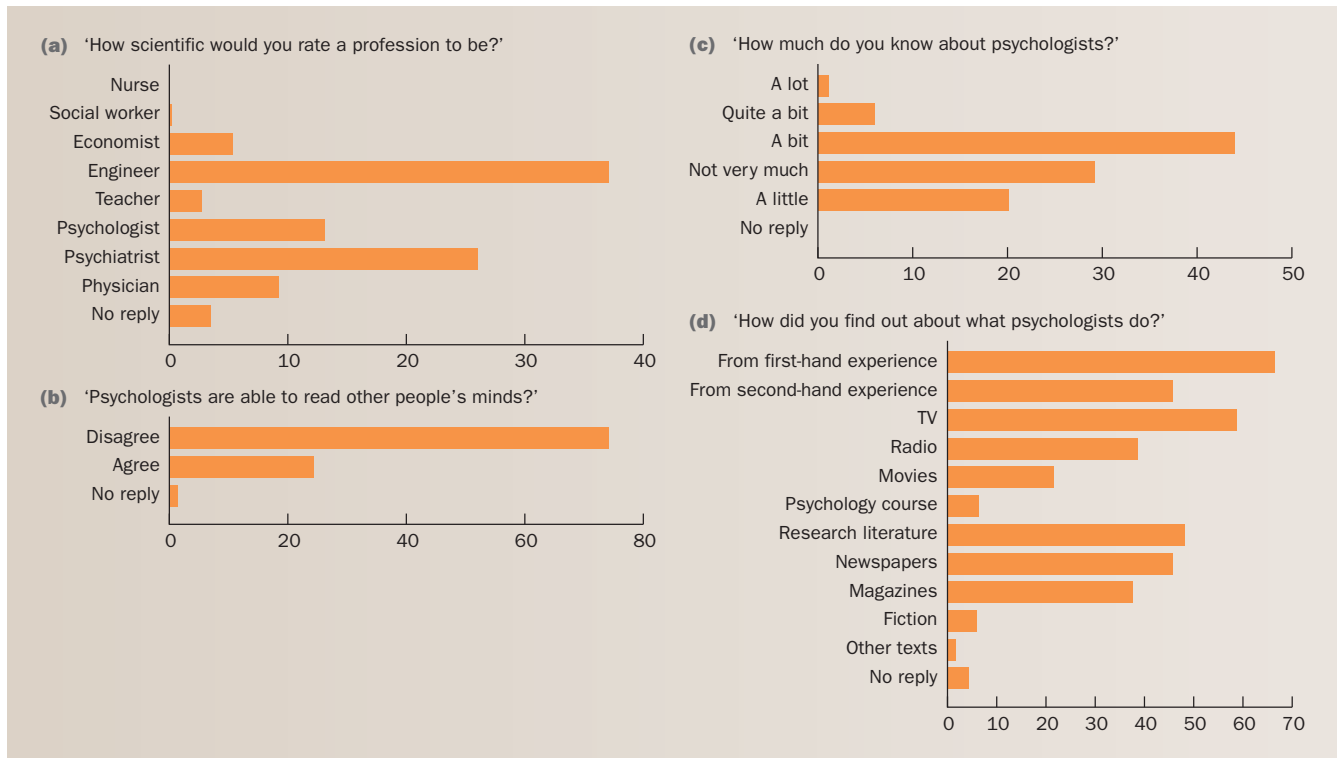 (a) ‘How scientific would you rate a profession to be?’
Nurse
Social worker
Economist
Engineer
Teacher
Psychologist
Psychiatrist
Physician
No reply
0 10 20 30 40
(b) ‘Psychologists are able to read other people’s minds?’
Disagree
Agree
No reply
0 20 40 60 80
(c) ‘How much do you know about psychologists?’
A lot
Quite a bit
A bit
Not very much
A little
No reply
0 10 20 30 40 50
(d) ‘How did you find out about what psychologists do?’
From first-hand experience
From second-hand experience
TV
Radio
Movies
Psychology course
Research literature
Newspapers
Magazines
Fiction
Other texts
No reply
0 10 20 30 40 50 60 70